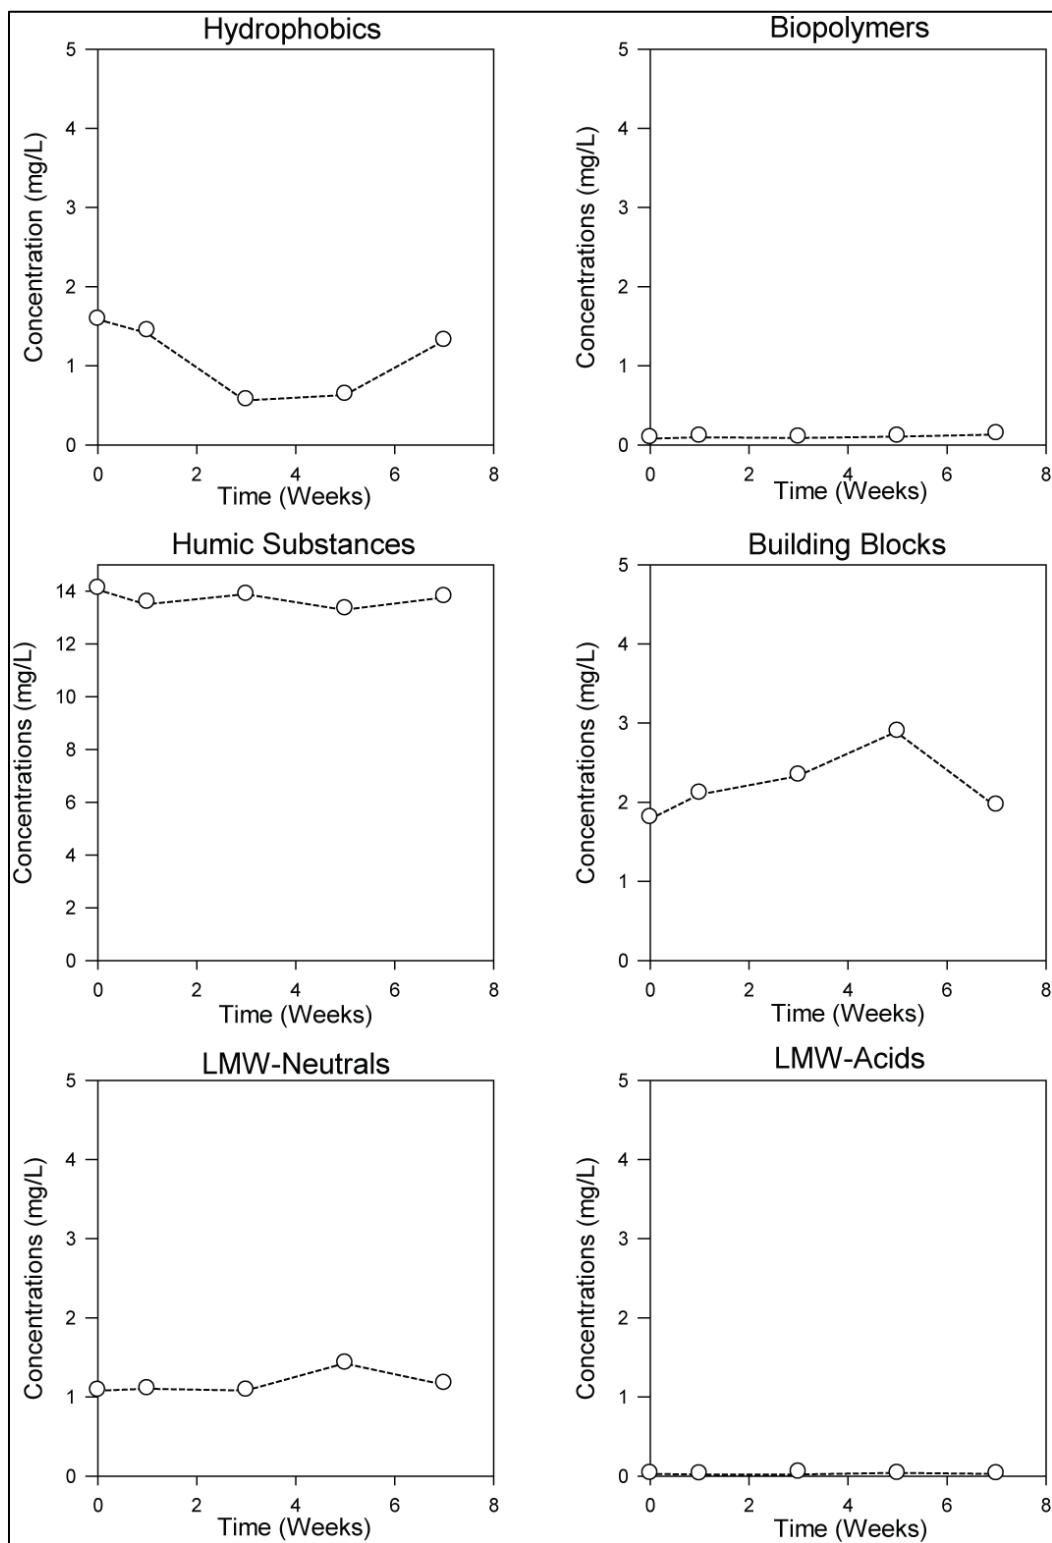 Hydrophobics
Concentration (mg/L)
5
4
3
2
1
0
0 2 4 6 8
Time (Weeks)
Biopolymers
Concentrations (mg/L)
5
4
3
2
1
0
0 2 4 6 8
Time (Weeks)
Humic Substances
Concentrations (mg/L)
14
12
10
8
6
4
2
0
0 2 4 6 8
Time (Weeks)
Building Blocks
Concentrations (mg/L)
5
4
3
2
1
0
0 2 4 6 8
Time (Weeks)
LMW-Neutrals
Concentrations (mg/L)
5
4
3
2
1
0
0 2 4 6 8
Time (Weeks)
LMW-Acids
Concentrations (mg/L)
5
4
3
2
1
0
0 2 4 6 8
Time (Weeks)